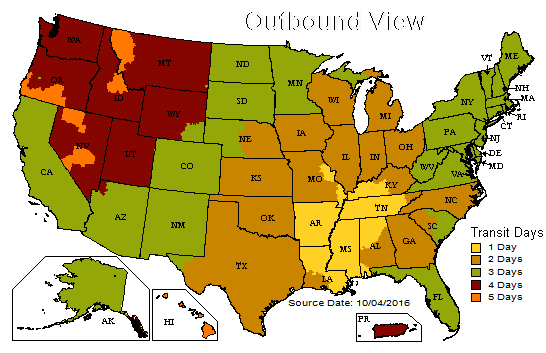 Outbound View
WA
OR
ID
MT
WY
NV
UT
CA
AZ
CO
NM
ND
SD
NE
KS
OK
TX
MN
IA
MO
AR
LA
WI
IL
MI
IN
OH
KY
TN
MS
AL
GA
SC
NC
FL
WV
VA
PA
NY
VT
ME
NH
MA
RI
CT
NJ
DE
MD
Transit Days
1 Day
2 Days
3 Days
4 Days
5 Days
Source Date: 10/04/2016
AK
HI
PR